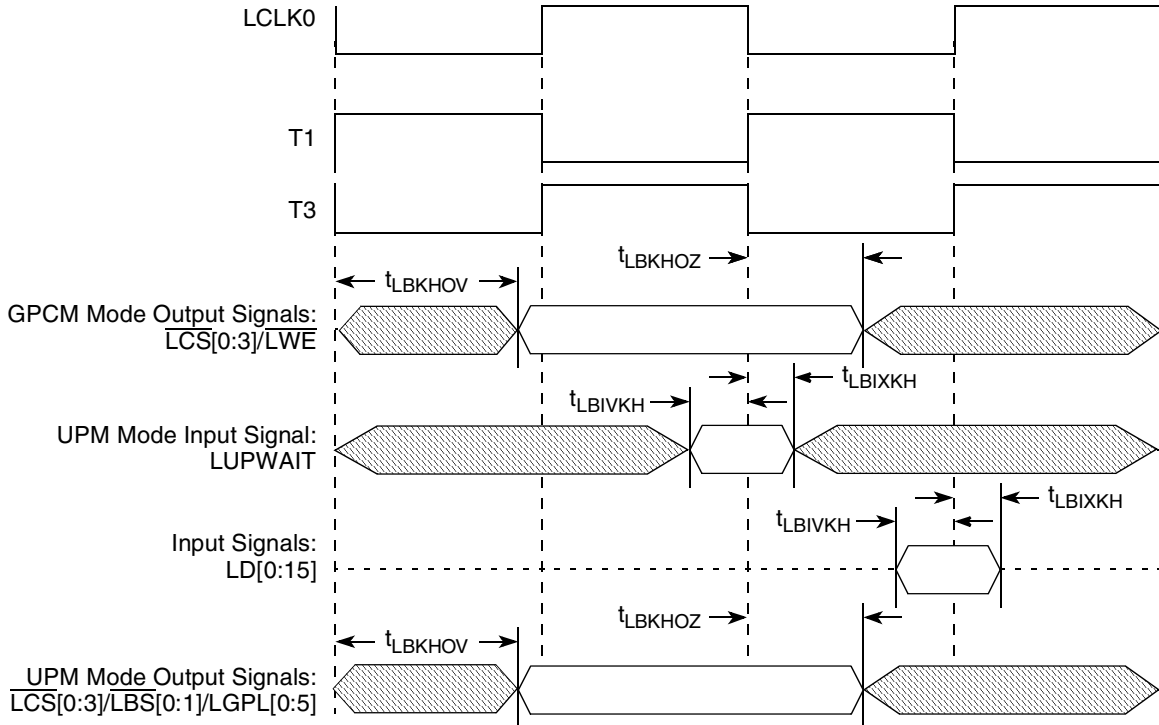 LCLK0
T1
T3
tLBKHOZ
tLBKHOV
GPCM Mode Output Signals:
LCS[0:3]/LWE
tLBIXKH
tLBIVKH
UPM Mode Input Signal:
LUPWAIT
tLBIXKH
tLBIVKH
Input Signals:
LD[0:15]
tLBKHOZ
tLBKHOV
UPM Mode Output Signals:
LCS[0:3]/LBS[0:1]/LGPL[0:5]